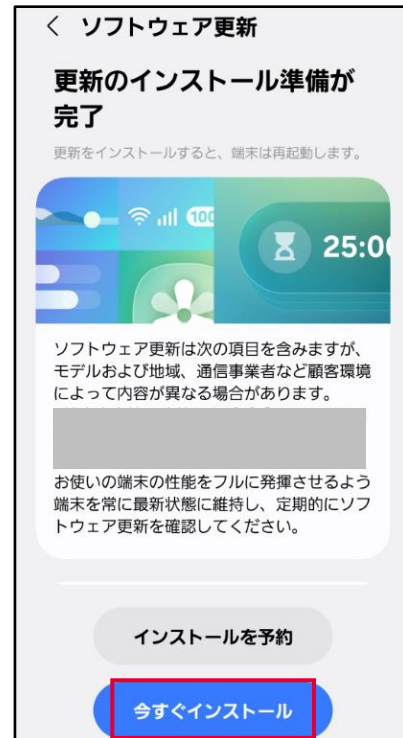 < ソフトウェア更新
更新のインストール準備が
完了
更新をインストールすると、端末は再起動します。
100
25:00
ソフトウェア更新は次の項目を含みますが、
モデルおよび地域、通信事業者など顧客環境
によって内容が異なる場合があります。
お使いの端末の性能をフルに発揮させるよう
端末を常に最新状態に維持し、定期的にソフ
トウェア更新を確認してください。
インストールを予約
今すぐインストール